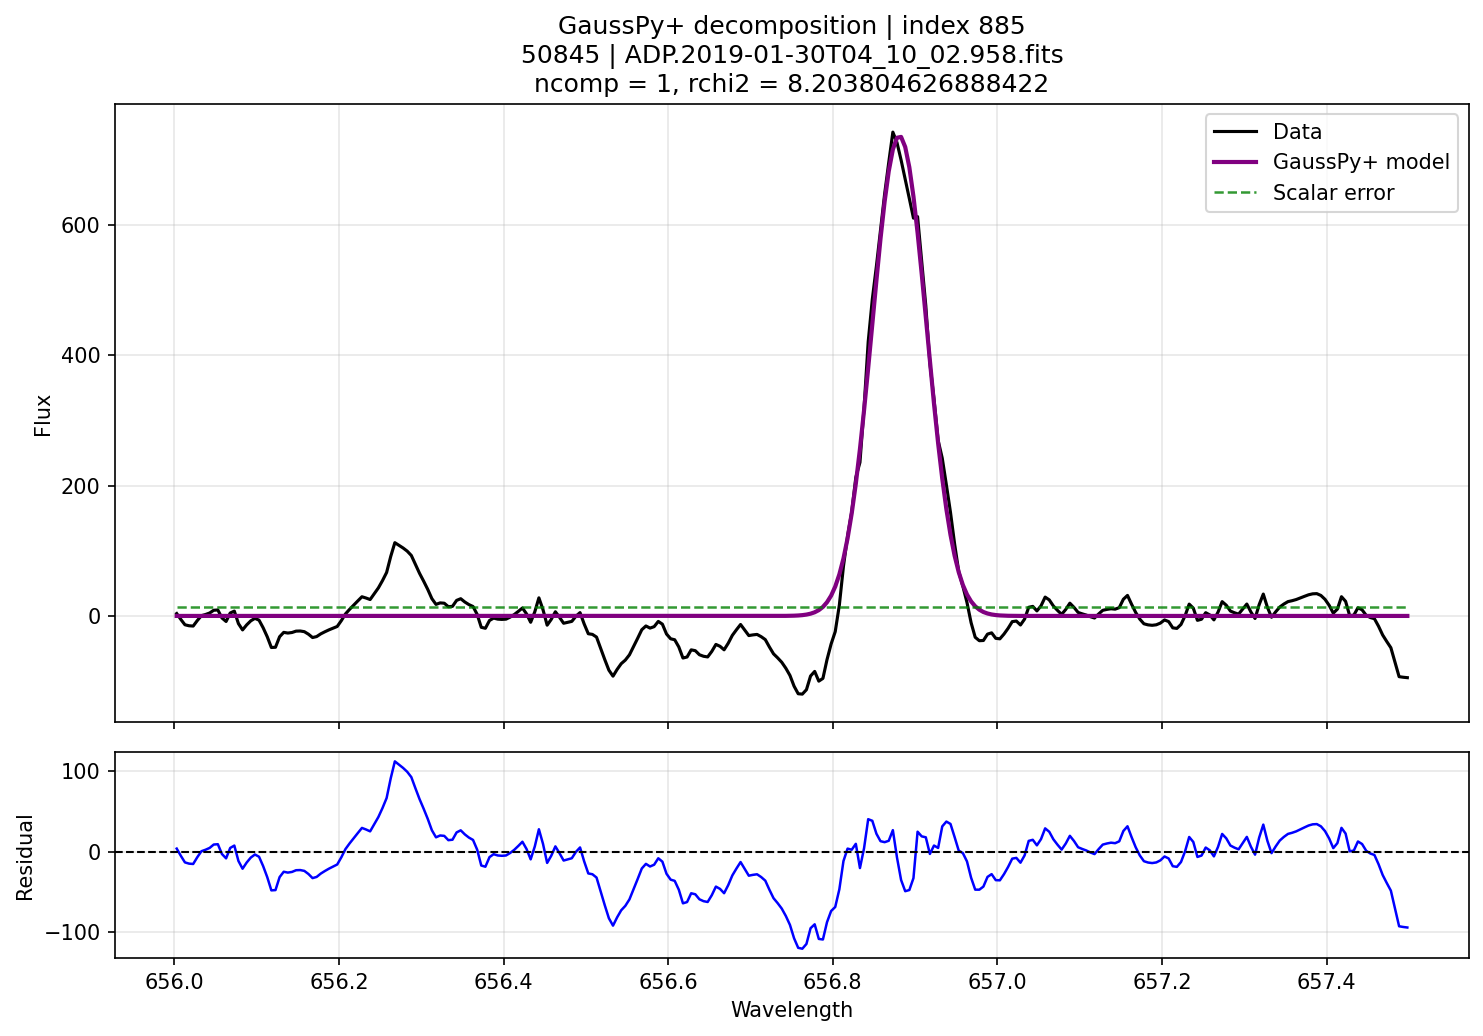 GaussPy+ decomposition | index 885
50845 | ADP.2019-01-30T04_10_02.958.fits
ncomp = 1, rchi2 = 8.203804626888422
Data
GaussPy+ model
Scalar error
Flux
600
400
200
0
Residual
100
0
−100
656.0
656.2
656.4
656.6
656.8
657.0
657.2
657.4
Wavelength